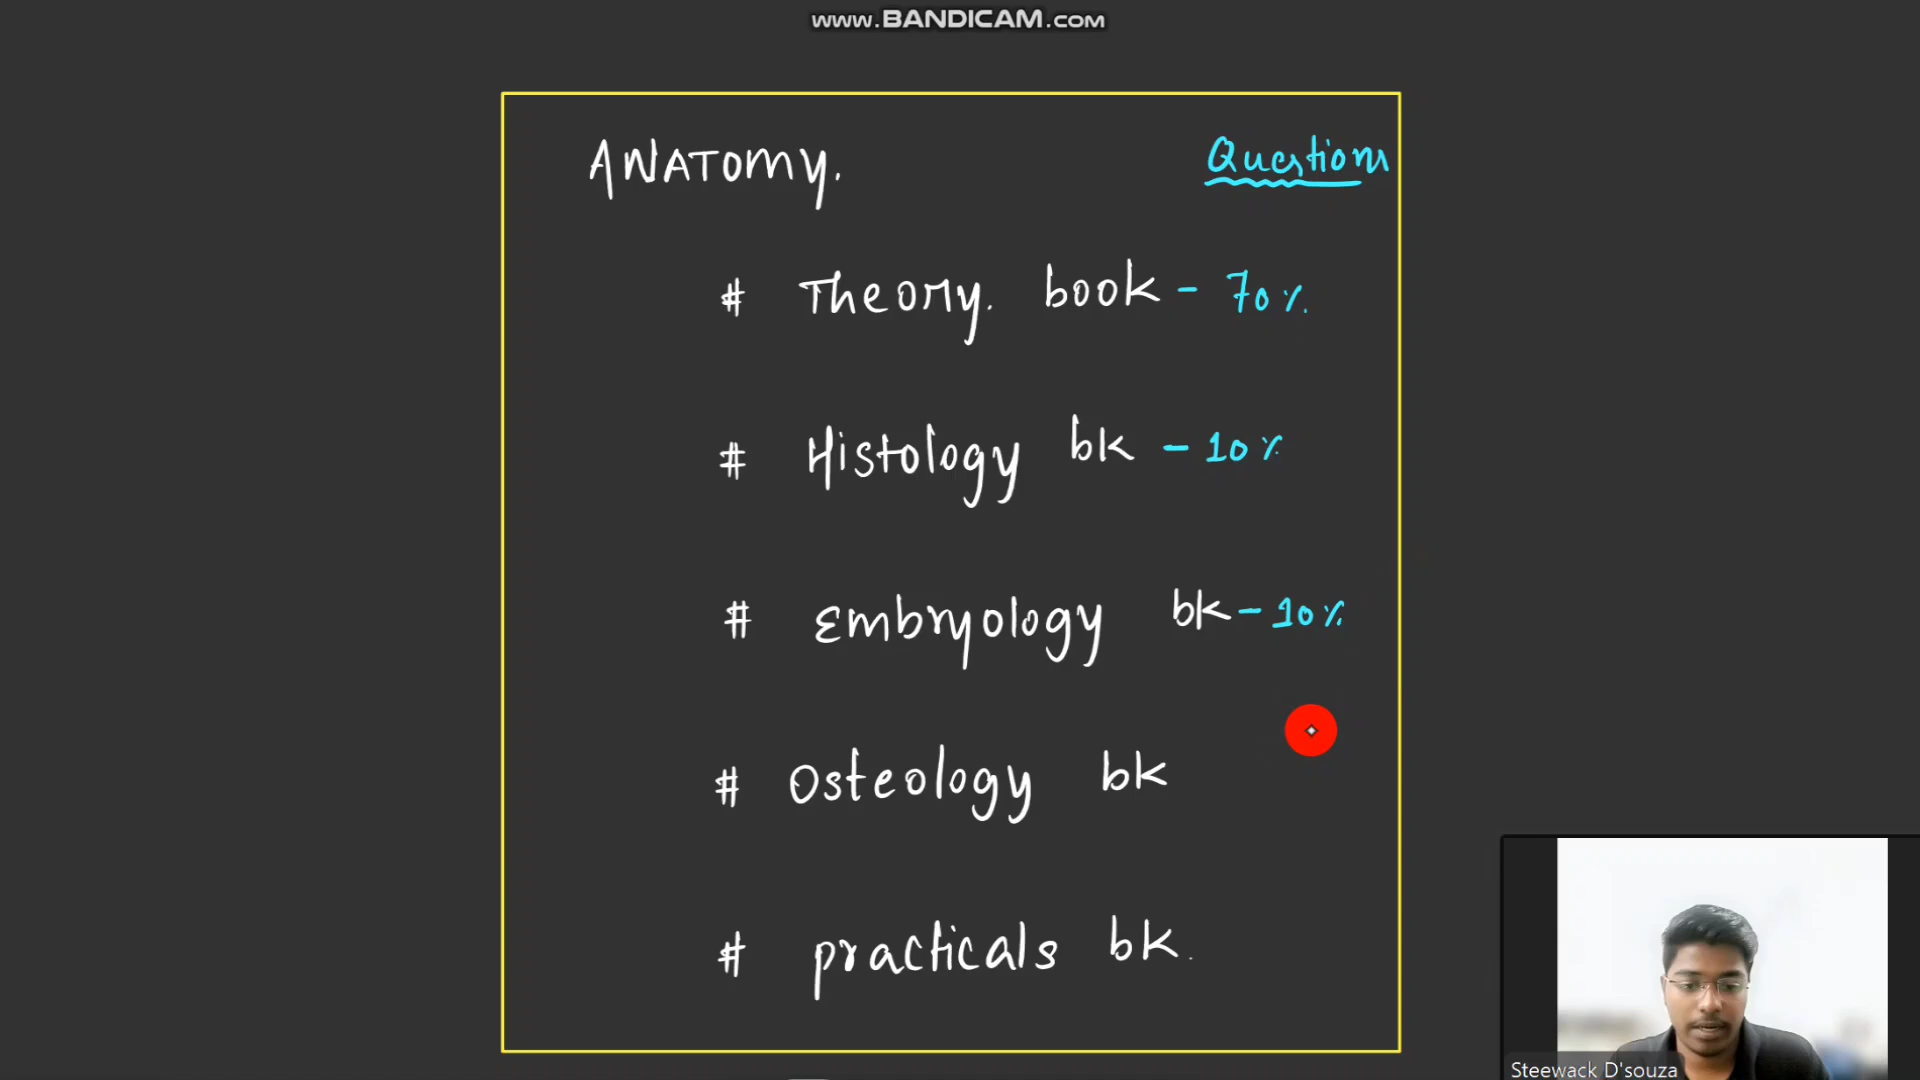 www.BANDICAM.com
ANATOMY. Questions
# Theory. book - 70%
# Histology bk - 10%
# Embryology bk - 10%
# Osteology bk
# practicals bk.
Steewack D'souza